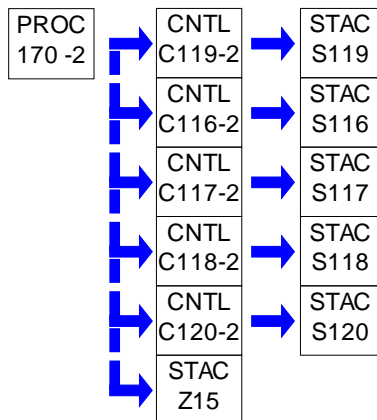 PROC
170 -2
CNTL
C119-2
STAC
S119
CNTL
C116-2
STAC
S116
CNTL
C117-2
STAC
S117
CNTL
C118-2
STAC
S118
CNTL
C120-2
STAC
S120
STAC
Z15